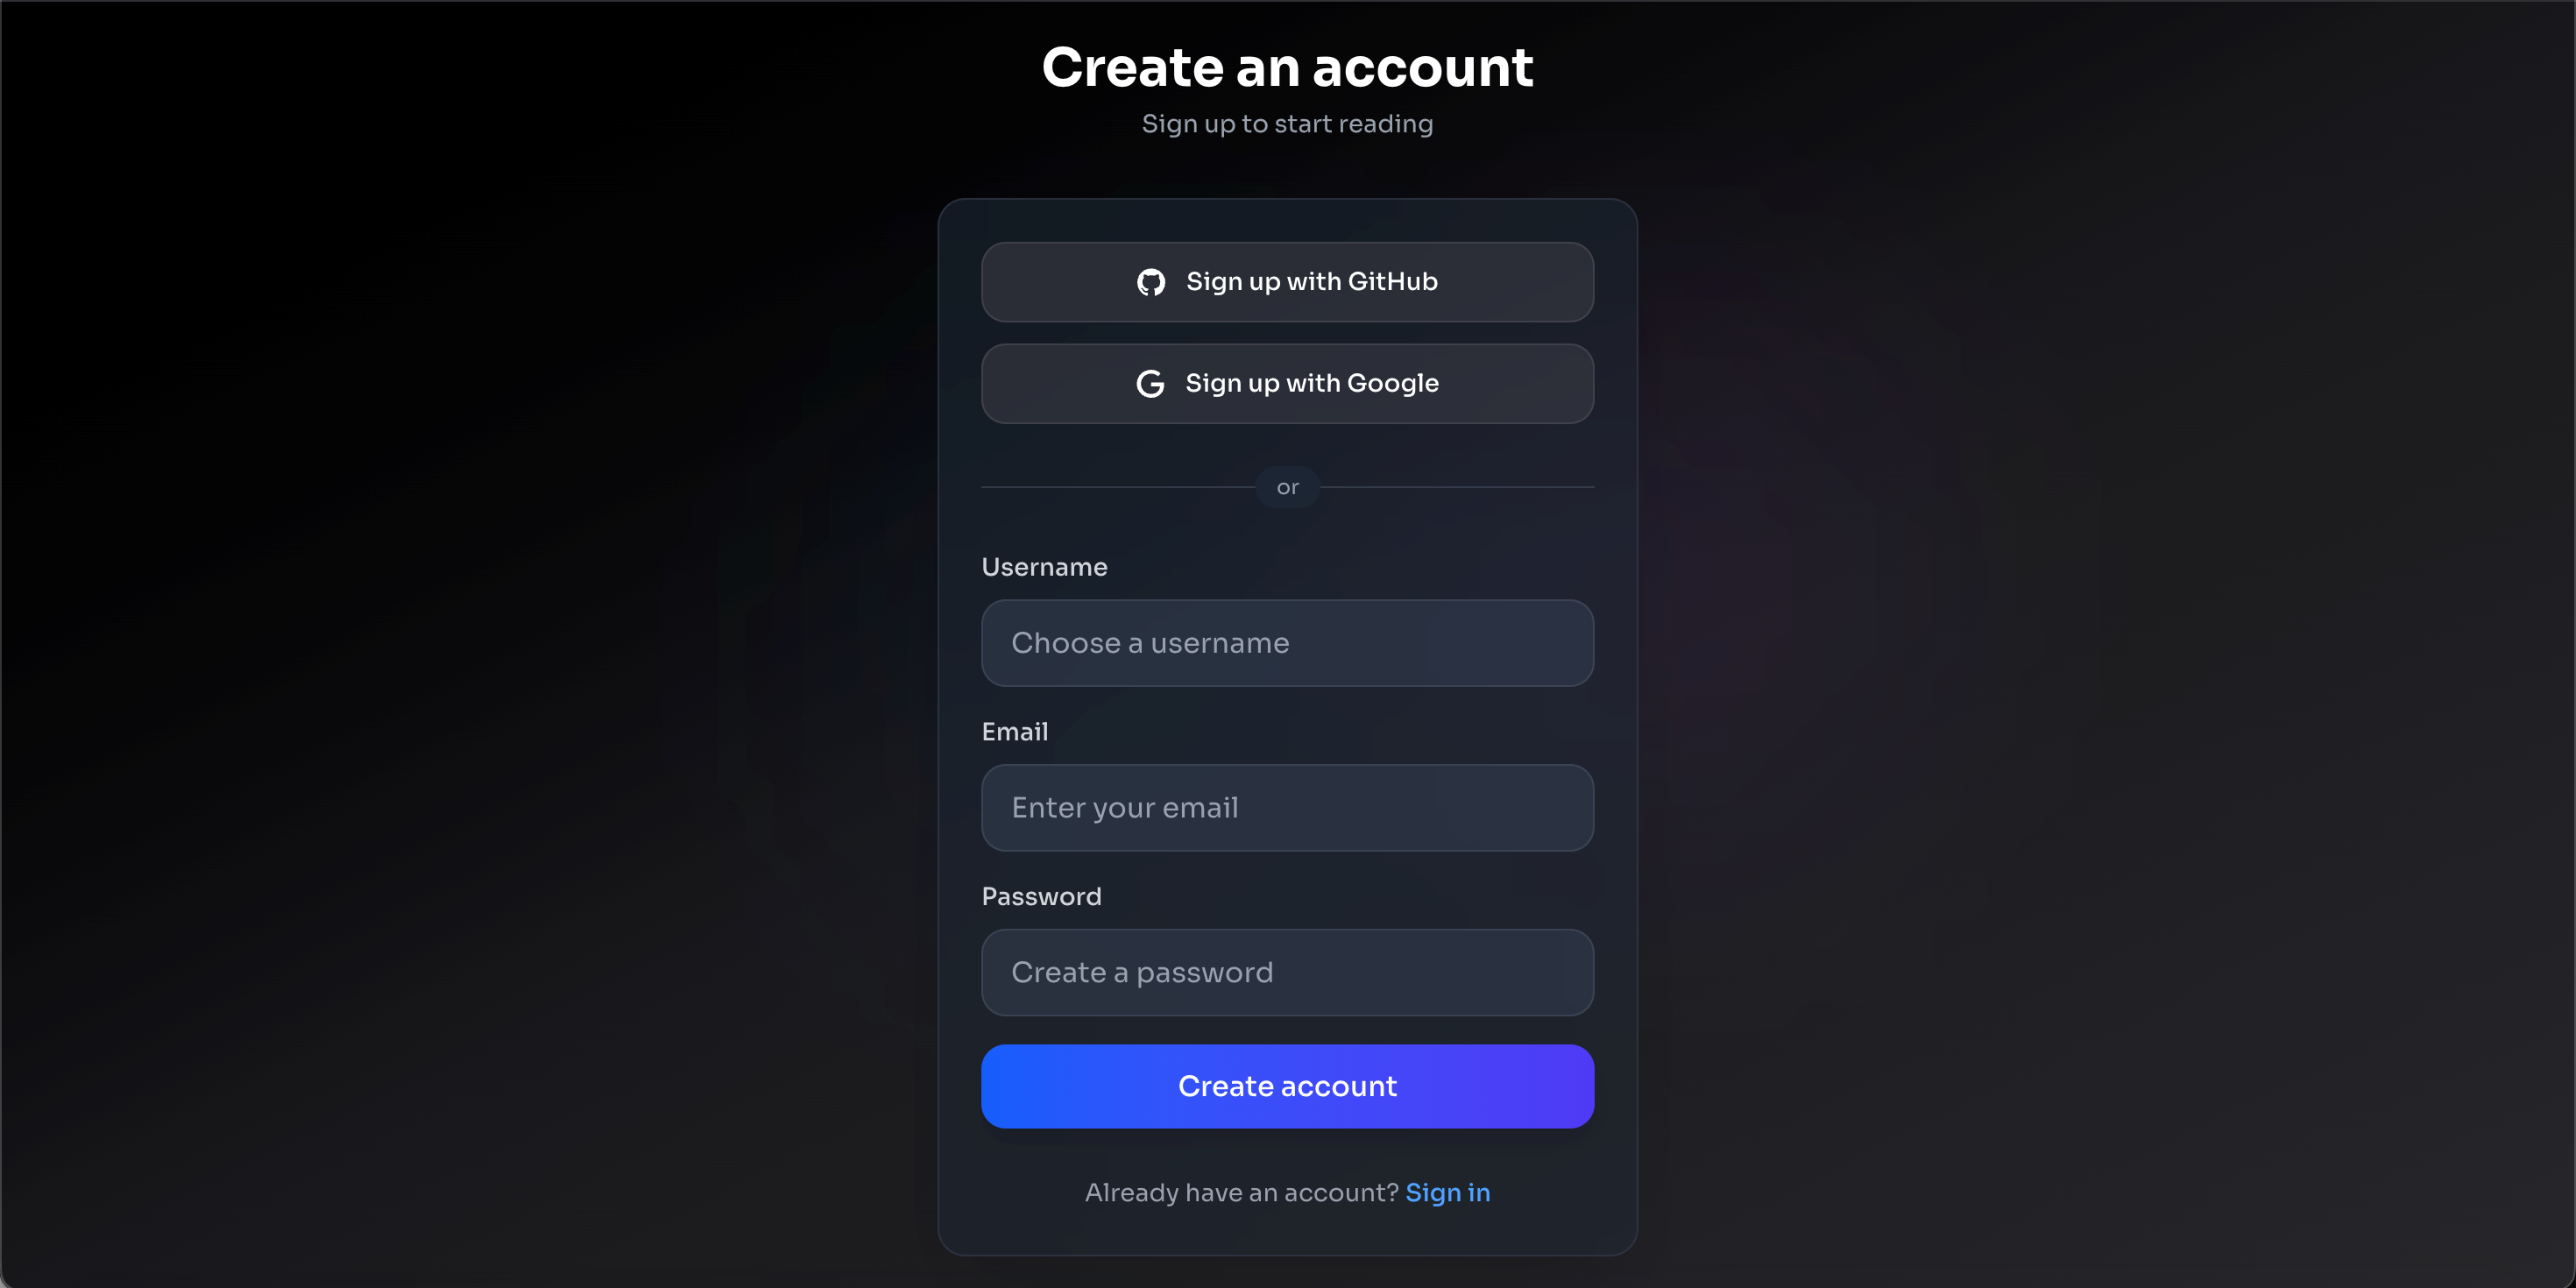 Create an account
Sign up to start reading
Sign up with GitHub
Sign up with Google
or
Username
Choose a username
Email
Enter your email
Password
Create a password
Create account
Already have an account? Sign in